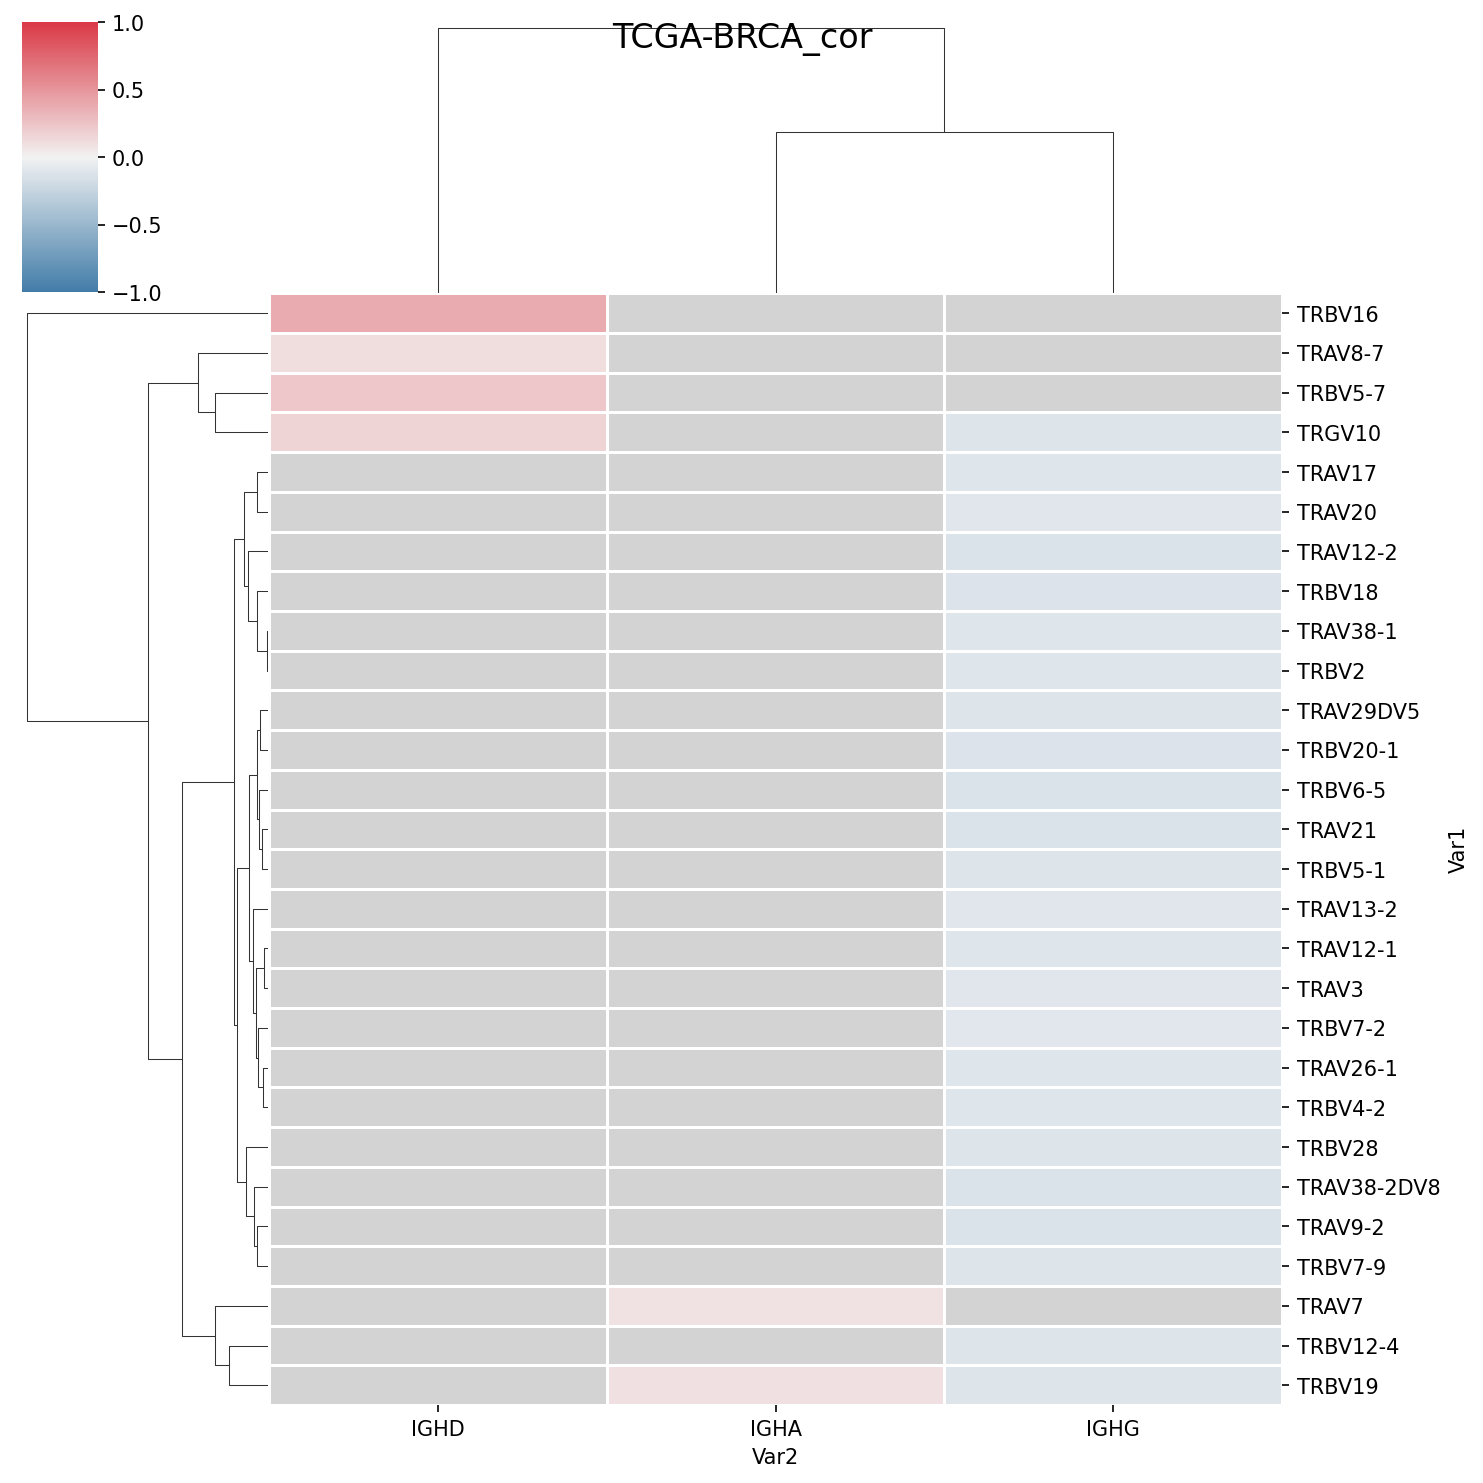 TCGA-BRCA_cor
1.0
0.5
0.0
−0.5
−1.0
TRBV16
TRAV8-7
TRBV5-7
TRGV10
TRAV17
TRAV20
TRAV12-2
TRBV18
TRAV38-1
TRBV2
TRAV29DV5
TRBV20-1
TRBV6-5
TRAV21
TRBV5-1
TRAV13-2
TRAV12-1
TRAV3
TRBV7-2
TRAV26-1
TRBV4-2
TRBV28
TRAV38-2DV8
TRAV9-2
TRBV7-9
TRAV7
TRBV12-4
TRBV19
Var1
IGHD IGHA IGHG
Var2